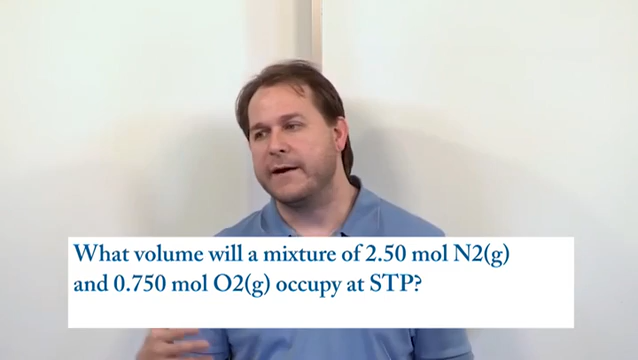 What volume will a mixture of 2.50 mol N2(g)
and 0.750 mol O2(g) occupy at STP?